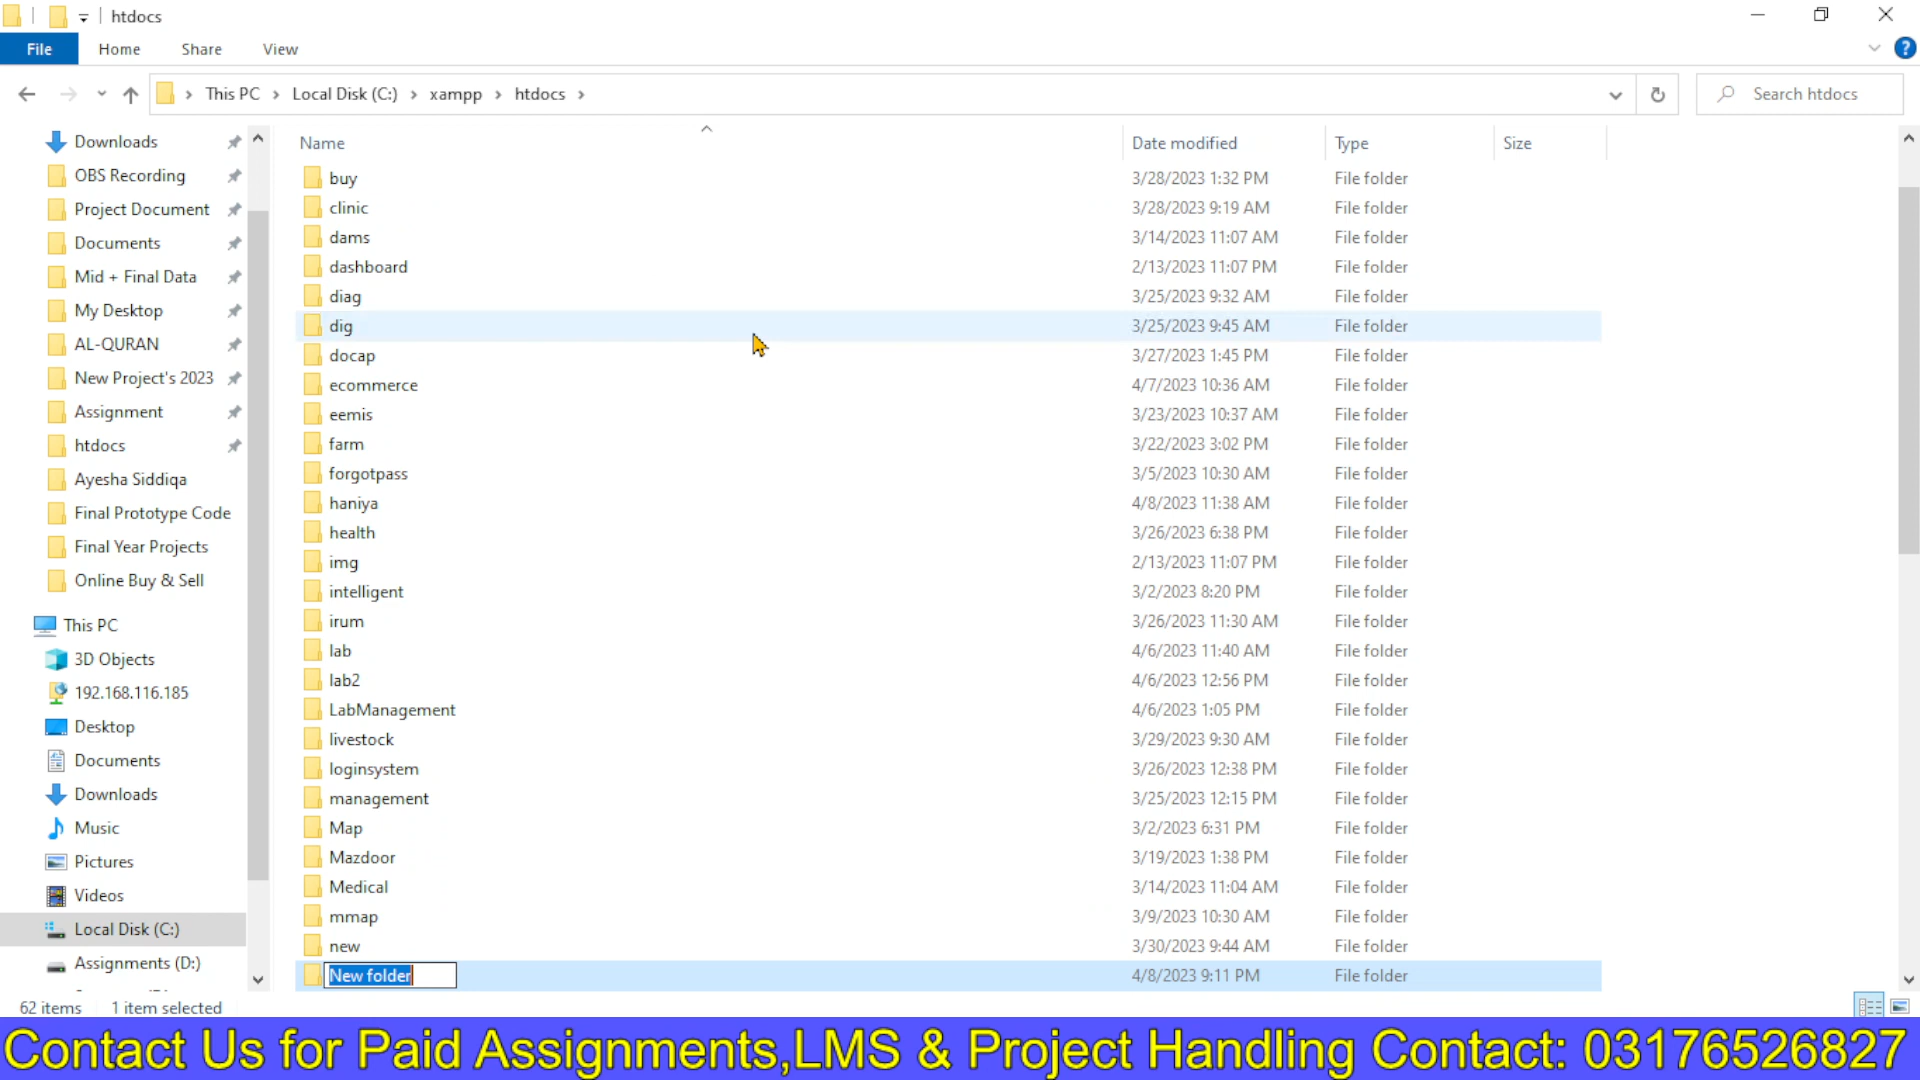 htdocs
File Home Share View
This PC Local Disk (C:) xampp htdocs Search htdocs
Downloads
OBS Recording
Project Document
Documents
Mid + Final Data
My Desktop
AL-QURAN
New Project's 2023
Assignment
htdocs
Ayesha Siddiqa
Final Prototype Code
Final Year Projects
Online Buy & Sell
This PC
3D Objects
192.168.116.185
Desktop
Documents
Downloads
Music
Pictures
Videos
Local Disk (C:)
Assignments (D:)
Name Date modified Type Size
buy 3/28/2023 1:32 PM File folder
clinic 3/28/2023 9:19 AM File folder
dams 3/14/2023 11:07 AM File folder
dashboard 2/13/2023 11:07 PM File folder
diag 3/25/2023 9:32 AM File folder
dig 3/25/2023 9:45 AM File folder
docap 3/27/2023 1:45 PM File folder
ecommerce 4/7/2023 10:36 AM File folder
eemis 3/23/2023 10:37 AM File folder
farm 3/22/2023 3:02 PM File folder
forgotpass 3/5/2023 10:30 AM File folder
haniya 4/8/2023 11:38 AM File folder
health 3/26/2023 6:38 PM File folder
img 2/13/2023 11:07 PM File folder
intelligent 3/2/2023 8:20 PM File folder
irum 3/26/2023 11:30 AM File folder
lab 4/6/2023 11:40 AM File folder
lab2 4/6/2023 12:56 PM File folder
LabManagement 4/6/2023 1:05 PM File folder
livestock 3/29/2023 9:30 AM File folder
loginsystem 3/26/2023 12:38 PM File folder
management 3/25/2023 12:15 PM File folder
Map 3/2/2023 6:31 PM File folder
Mazdoor 3/19/2023 1:38 PM File folder
Medical 3/14/2023 11:04 AM File folder
mmap 3/9/2023 10:30 AM File folder
new 3/30/2023 9:44 AM File folder
New folder 4/8/2023 9:11 PM File folder
62 items 1 item selected
Contact Us for Paid Assignments,LMS & Project Handling Contact: 03176526827